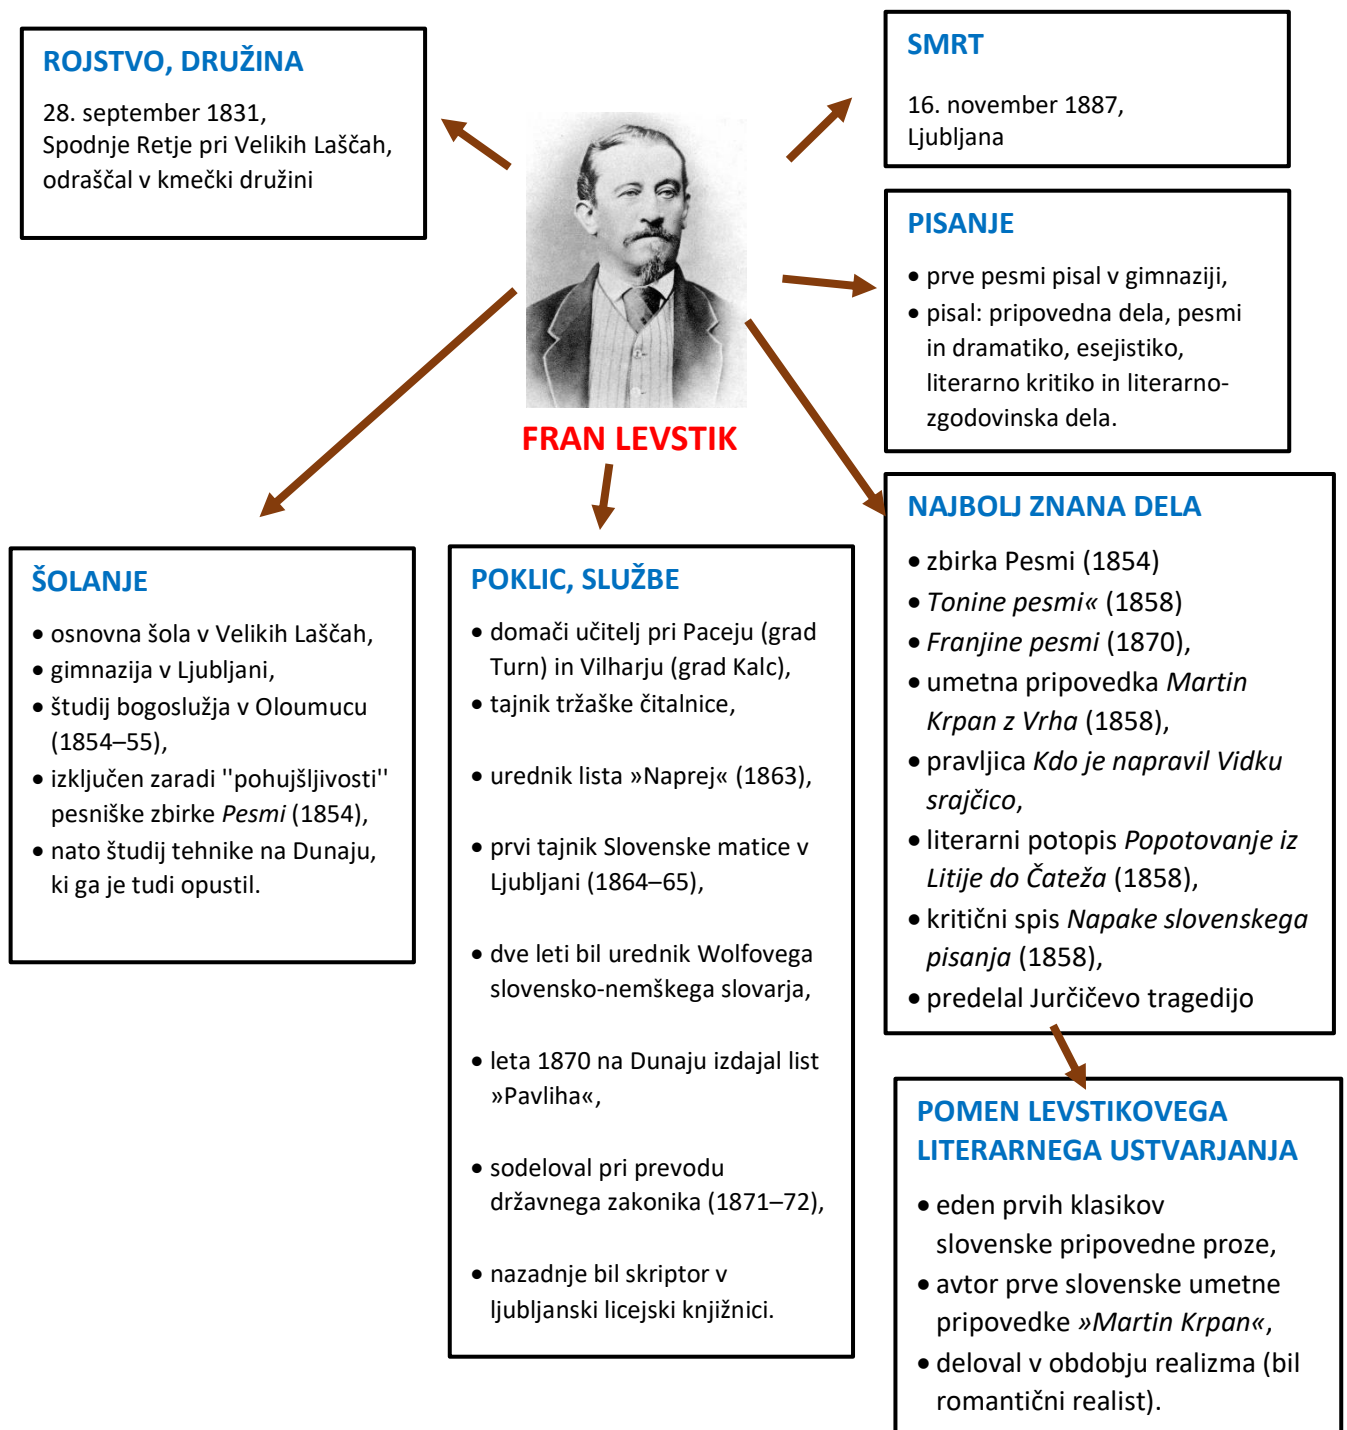 ROJSTVO, DRUŽINA
28. september 1831,
Spodnje Retje pri Velikih Laščah,
odraščal v kmečki družini
SMRT
16. november 1887,
Ljubljana
PISANJE
• prve pesmi pisal v gimnaziji,
• pisal: pripovedna dela, pesmi
in dramatiko, esejistiko,
literarno kritiko in literarno-
zgodovinska dela.
FRAN LEVSTIK
ŠOLANJE
• osnovna šola v Velikih Laščah,
• gimnazija v Ljubljani,
• študij bogoslužja v Oloumucu
(1854–55),
• izključen zaradi ''pohujšljivosti''
pesniške zbirke Pesmi (1854),
• nato študij tehnike na Dunaju,
ki ga je tudi opustil.
POKLIC, SLUŽBE
• domači učitelj pri Paceju (grad
Turn) in Vilharju (grad Kalc),
• tajnik tržaške čitalnice,
• urednik lista »Naprej« (1863),
• prvi tajnik Slovenske matice v
Ljubljani (1864–65),
• dve leti bil urednik Wolfovega
slovensko-nemškega slovarja,
• leta 1870 na Dunaju izdajal list
»Pavliha«,
• sodeloval pri prevodu
državnega zakonika (1871–72),
• nazadnje bil skriptor v
ljubljanski licejski knjižnici.
NAJBOLJ ZNANA DELA
• zbirka Pesmi (1854)
• Tonine pesmi« (1858)
• Franjine pesmi (1870),
• umetna pripovedka Martin
Krpan z Vrha (1858),
• pravljica Kdo je napravil Vidku
srajčico,
• literarni potopis Popotovanje iz
Litije do Čateža (1858),
• kritični spis Napake slovenskega
pisanja (1858),
• predelal Jurčičevo tragedijo
POMEN LEVSTIKOVEGA
LITERARNEGA USTVARJANJA
• eden prvih klasikov
slovenske pripovedne proze,
• avtor prve slovenske umetne
pripovedke »Martin Krpan«,
• deloval v obdobju realizma (bil
romantični realist).